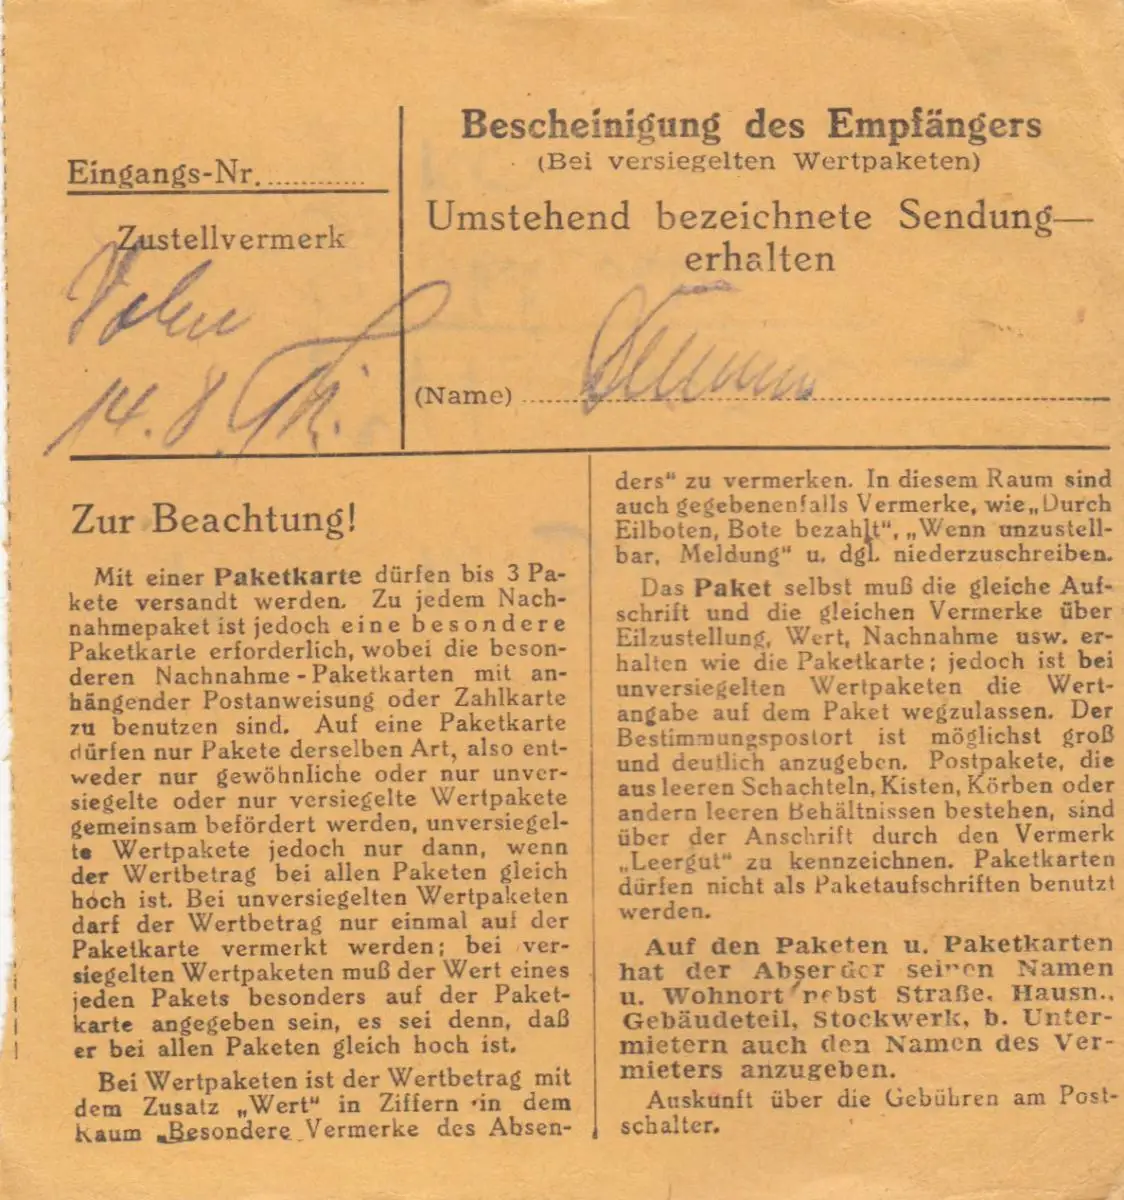 Eingangs-Nr.
Zustellvermerk
14. 8.
Bescheinigung des Empfängers
(Bei versiegelten Wertpaketen)
Umstehend bezeichnete Sendung—
erhalten
(Name)
Zur Beachtung!
Mit einer Paketkarte dürfen bis 3 Pa-
kete versandt werden. Zu jedem Nach-
nahmepaket ist jedoch eine besondere
Paketkarte erforderlich, wobei die beson-
deren Nachnahme-Paketkarten mit an-
hängender Postanweisung oder Zahlkarte
zu benutzen sind. Auf eine Paketkarte
dürfen nur Pakete derselben Art, also ent-
weder nur gewöhnliche oder nur unver-
siegelte oder nur versiegelte Wertpakete
gemeinsam befördert werden, unversiegel-
te Wertpakete jedoch nur dann, wenn
der Wertbetrag bei allen Paketen gleich
hoch ist. Bei unversiegelten Wertpaketen
darf der Wertbetrag nur einmal auf der
Paketkarte vermerkt werden; bei ver-
siegelten Wertpaketen muß der Wert eines
jeden Pakets besonders auf der Paket-
karte angegeben sein, es sei denn, daß
er bei allen Paketen gleich hoch ist.
Bei Wertpaketen ist der Wertbetrag mit
dem Zusatz „Wert“ in Ziffern in dem
Raum „Besondere Vermerke des Absen-
ders“ zu vermerken. In diesem Raum sind
auch gegebenenfalls Vermerke, wie „Durch
Eilboten, Bote bezahlt“, „Wenn unzustell-
bar, Meldung“ u. dgl. niederzuschreiben.
Das Paket selbst muß die gleiche Auf-
schrift und die gleichen Vermerke über
Eilzustellung, Wert, Nachnahme usw. er-
halten wie die Paketkarte; jedoch ist bei
unversiegelten Wertpaketen die Wert-
angabe auf dem Paket wegzulassen. Der
Bestimmungspostort ist möglichst groß
und deutlich anzugeben. Postpakete, die
aus leeren Schachteln, Kisten, Körben oder
andern leeren Behältnissen bestehen, sind
über der Anschrift durch den Vermerk
„Leergut“ zu kennzeichnen. Paketkarten
dürfen nicht als Paketaufschriften benutzt
werden.
Auf den Paketen u. Paketkarten
hat der Absender seinen Namen
u. Wohnort nebst Straße, Hausn.,
Gebäudeteil, Stockwerk, b. Unter-
mietern auch den Namen des Ver-
mieters anzugeben.
Auskunft über die Gebühren am Post-
schalter.